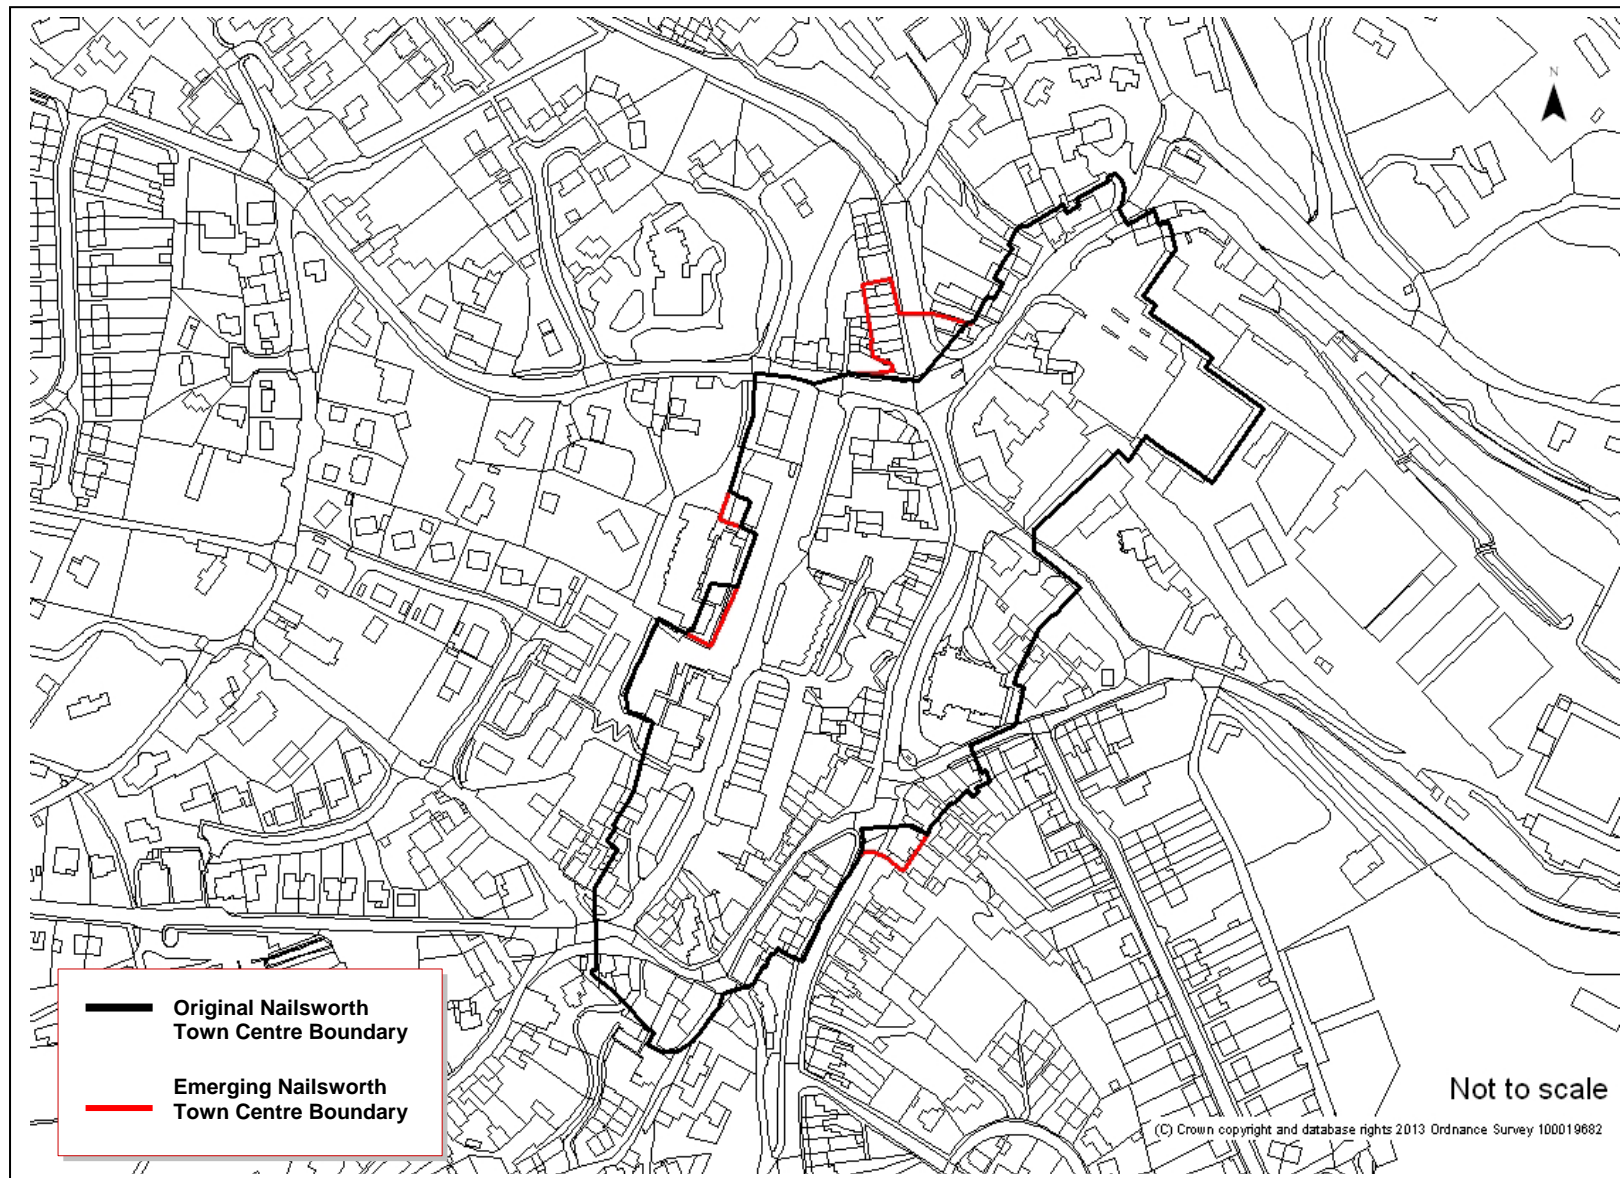 N
Original Nailsworth
Town Centre Boundary
Emerging Nailsworth
Town Centre Boundary
Not to scale
(C) Crown copyright and database rights 2013 Ordnance Survey 100019682